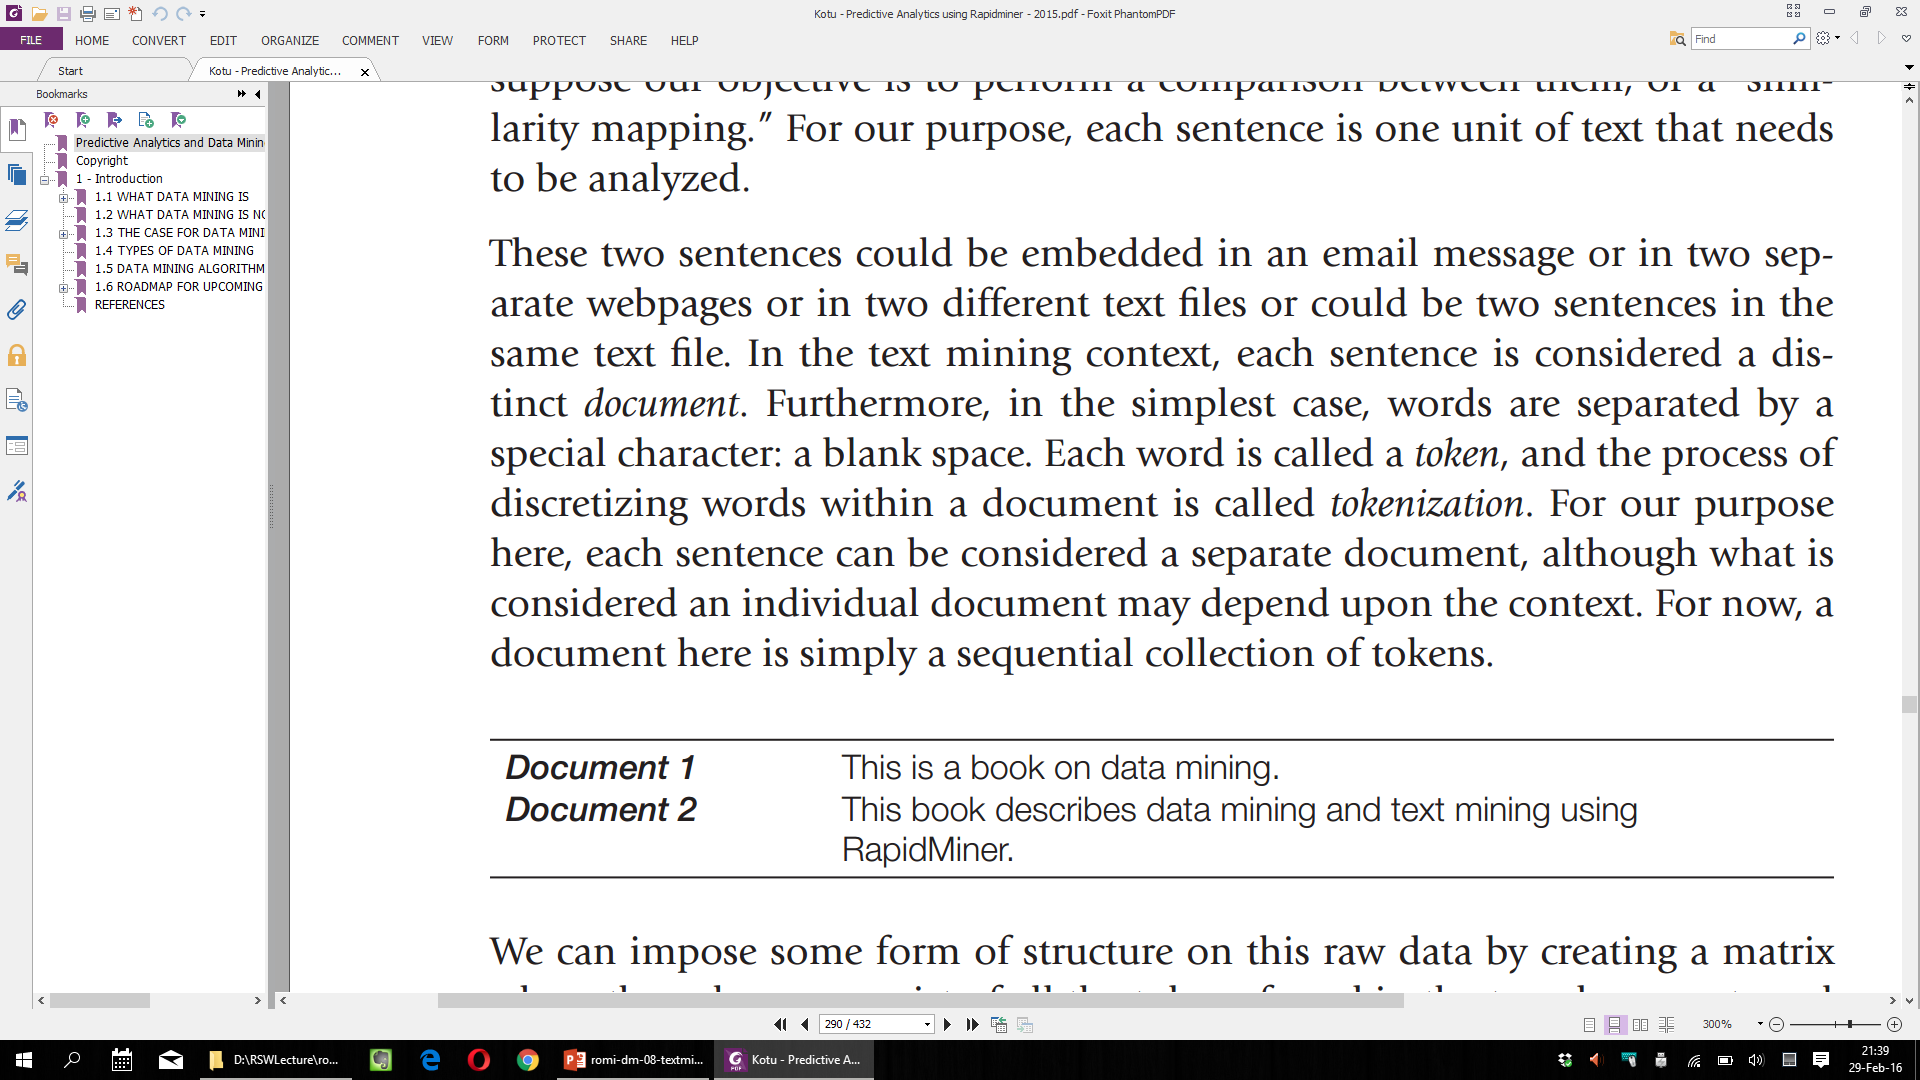 Kotu - Predictive Analytics using Rapidminer - 2015.pdf - Foxit PhantomPDF
FILE HOME CONVERT EDIT ORGANIZE COMMENT VIEW FORM PROTECT SHARE HELP
Find
Start
Kotu - Predictive Analytic...
Bookmarks
Predictive Analytics and Data Minin
Copyright
1 - Introduction
1.1 WHAT DATA MINING IS
1.2 WHAT DATA MINING IS NO
1.3 THE CASE FOR DATA MINI
1.4 TYPES OF DATA MINING
1.5 DATA MINING ALGORITHM
1.6 ROADMAP FOR UPCOMING
REFERENCES
suppose our objective is to perform a comparison between them, or a "simi-
larity mapping." For our purpose, each sentence is one unit of text that needs
to be analyzed.
These two sentences could be embedded in an email message or in two sep-
arate webpages or in two different text files or could be two sentences in the
same text file. In the text mining context, each sentence is considered a dis-
tinct document. Furthermore, in the simplest case, words are separated by a
special character: a blank space. Each word is called a token, and the process of
discretizing words within a document is called tokenization. For our purpose
here, each sentence can be considered a separate document, although what is
considered an individual document may depend upon the context. For now, a
document here is simply a sequential collection of tokens.
Document 1 This is a book on data mining.
Document 2 This book describes data mining and text mining using
RapidMiner.
We can impose some form of structure on this raw data by creating a matrix
290 / 432
300%
D:\RSWLecture\ro...
romi-dm-08-textmi...
Kotu - Predictive A...
21:39
29-Feb-16